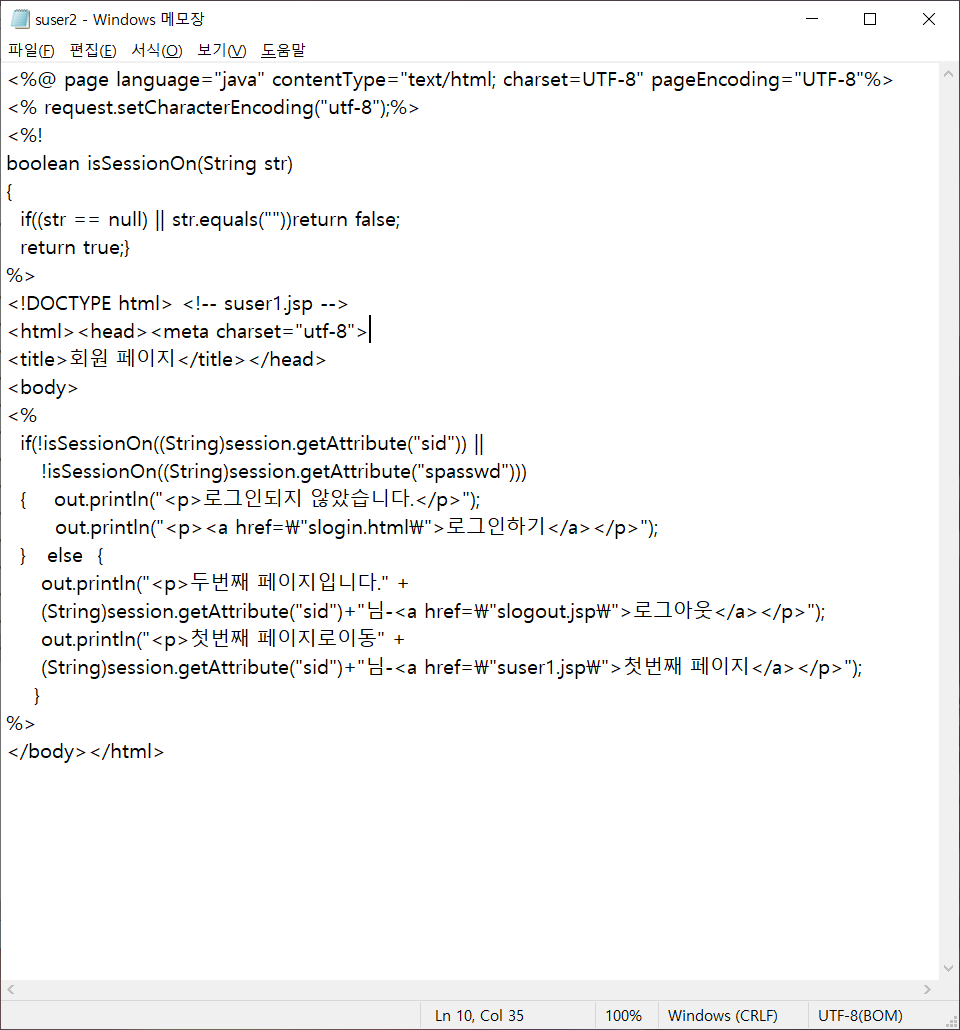 suser2 - Windows 메모장
파일(F) 편집(E) 서식(O) 보기(V) 도움말
<%@ page language="java" contentType="text/html; charset=UTF-8" pageEncoding="UTF-8"%>
<% request.setCharacterEncoding("utf-8");%>
<%!
boolean isSessionOn(String str)
{
  if((str == null) || str.equals(""))return false;
  return true;}
%>
<!DOCTYPE html> <!-- suser1.jsp -->
<html><head><meta charset="utf-8">
<title>회원 페이지</title></head>
<body>
<%
  if(!isSessionOn((String)session.getAttribute("sid")) ||
     !isSessionOn((String)session.getAttribute("spasswd")))
  {    out.println("<p>로그인되지 않았습니다.</p>");
       out.println("<p><a href=₩"slogin.html₩">로그인하기</a></p>");
  }   else  {
     out.println("<p>두번째 페이지입니다." +
     (String)session.getAttribute("sid")+"님-<a href=₩"slogout.jsp₩">로그아웃</a></p>");
     out.println("<p>첫번째 페이지로이동" +
     (String)session.getAttribute("sid")+"님-<a href=₩"suser1.jsp₩">첫번째 페이지</a></p>");
    }
%>
</body></html>
Ln 10, Col 35 100% Windows (CRLF) UTF-8(BOM)